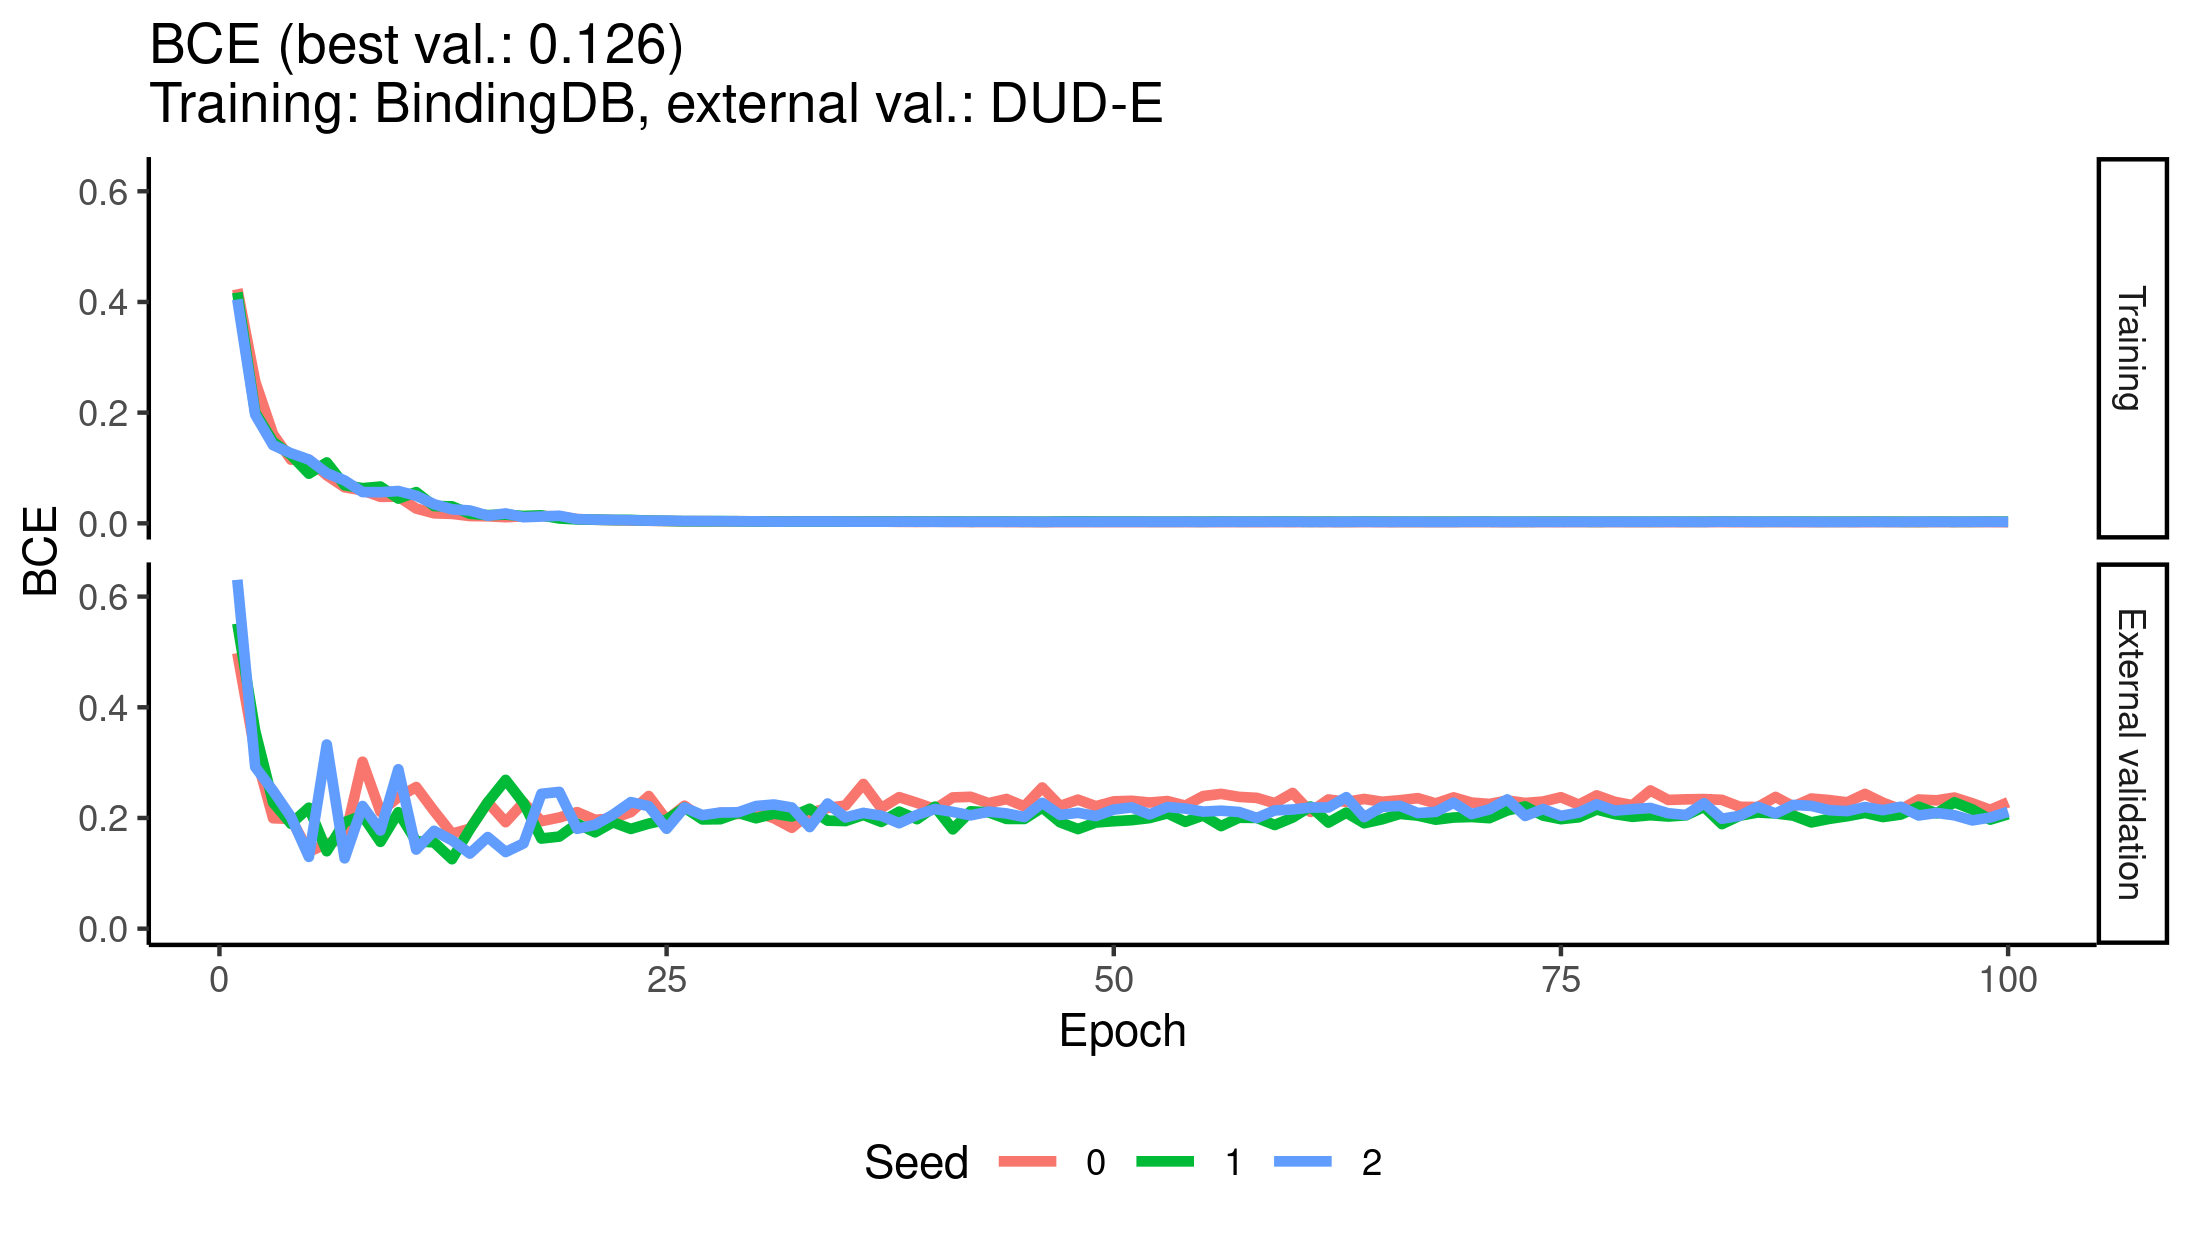 BCE (best val.: 0.126)
Training: BindingDB, external val.: DUD-E
BCE
0.6
0.4
0.2
0.0
Training
0.6
0.4
0.2
0.0
External validation
0 25 50 75 100
Epoch
Seed 0 1 2